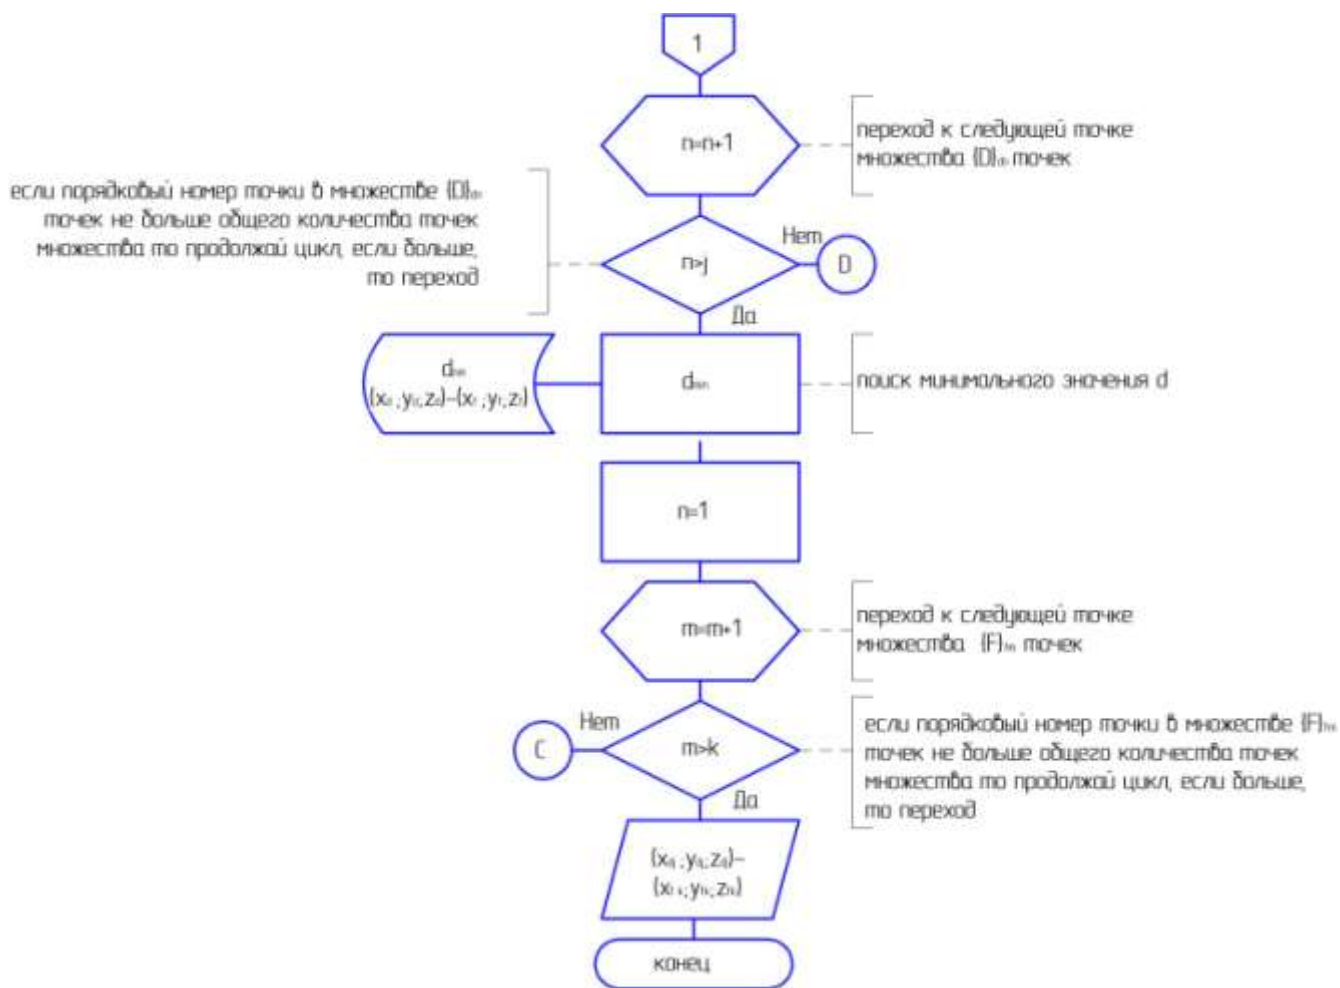 1
n=n+1
переход к следующей точке
множества {D} точек
если порядковый номер точки в множестве {D}
точек не больше общего количества точек
множества то продолжай цикл, если больше,
то переход
n>j
Нет
D
Да
dmin
(x ;y ;z )-(x ;y ;z )
dmin
поиск минимального значения d
n=1
m=m+1
переход к следующей точке
множества {F} точек
Нет
C
m>k
если порядковый номер точки в множестве {F}
точек не больше общего количества точек
множества то продолжай цикл, если больше,
то переход
Да
(x ;y ;z )-
(x ;y ;z )
конец